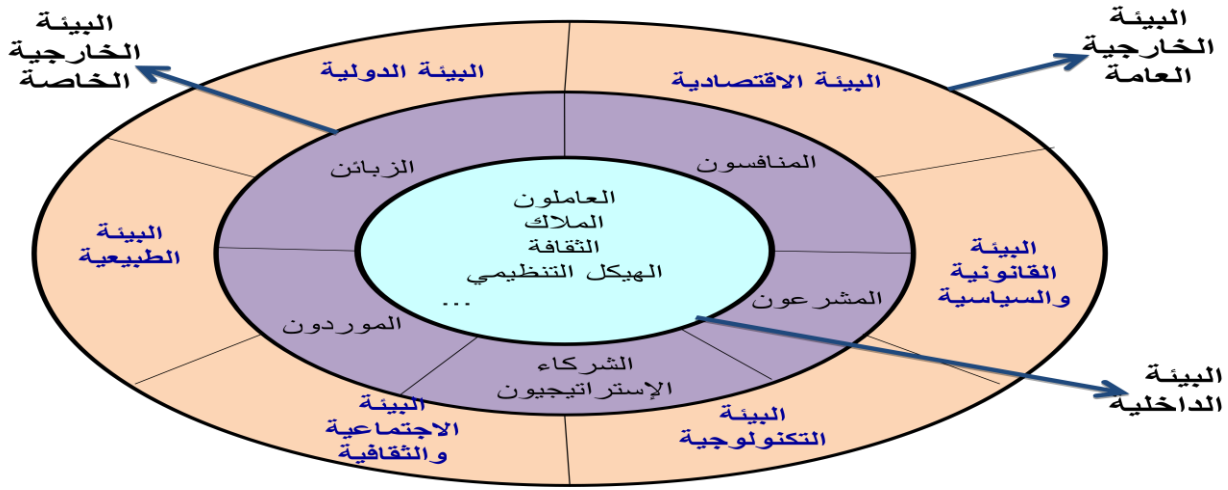 البيئة
الخارجية
العامة
البيئة
الخارجية
الخاصة
البيئة الاقتصادية
البيئة الدولية
المنافسون
الزبائن
العاملون
الملاك
الثقافة
الهيكل التنظيمي
...
البيئة
القانونية
والسياسية
البيئة
الطبيعية
المشرعون
الموردون
الشركاء
الإستراتيجيون
البيئة
الداخلية
البيئة
التكنولوجية
البيئة
الاجتماعية
والثقافية